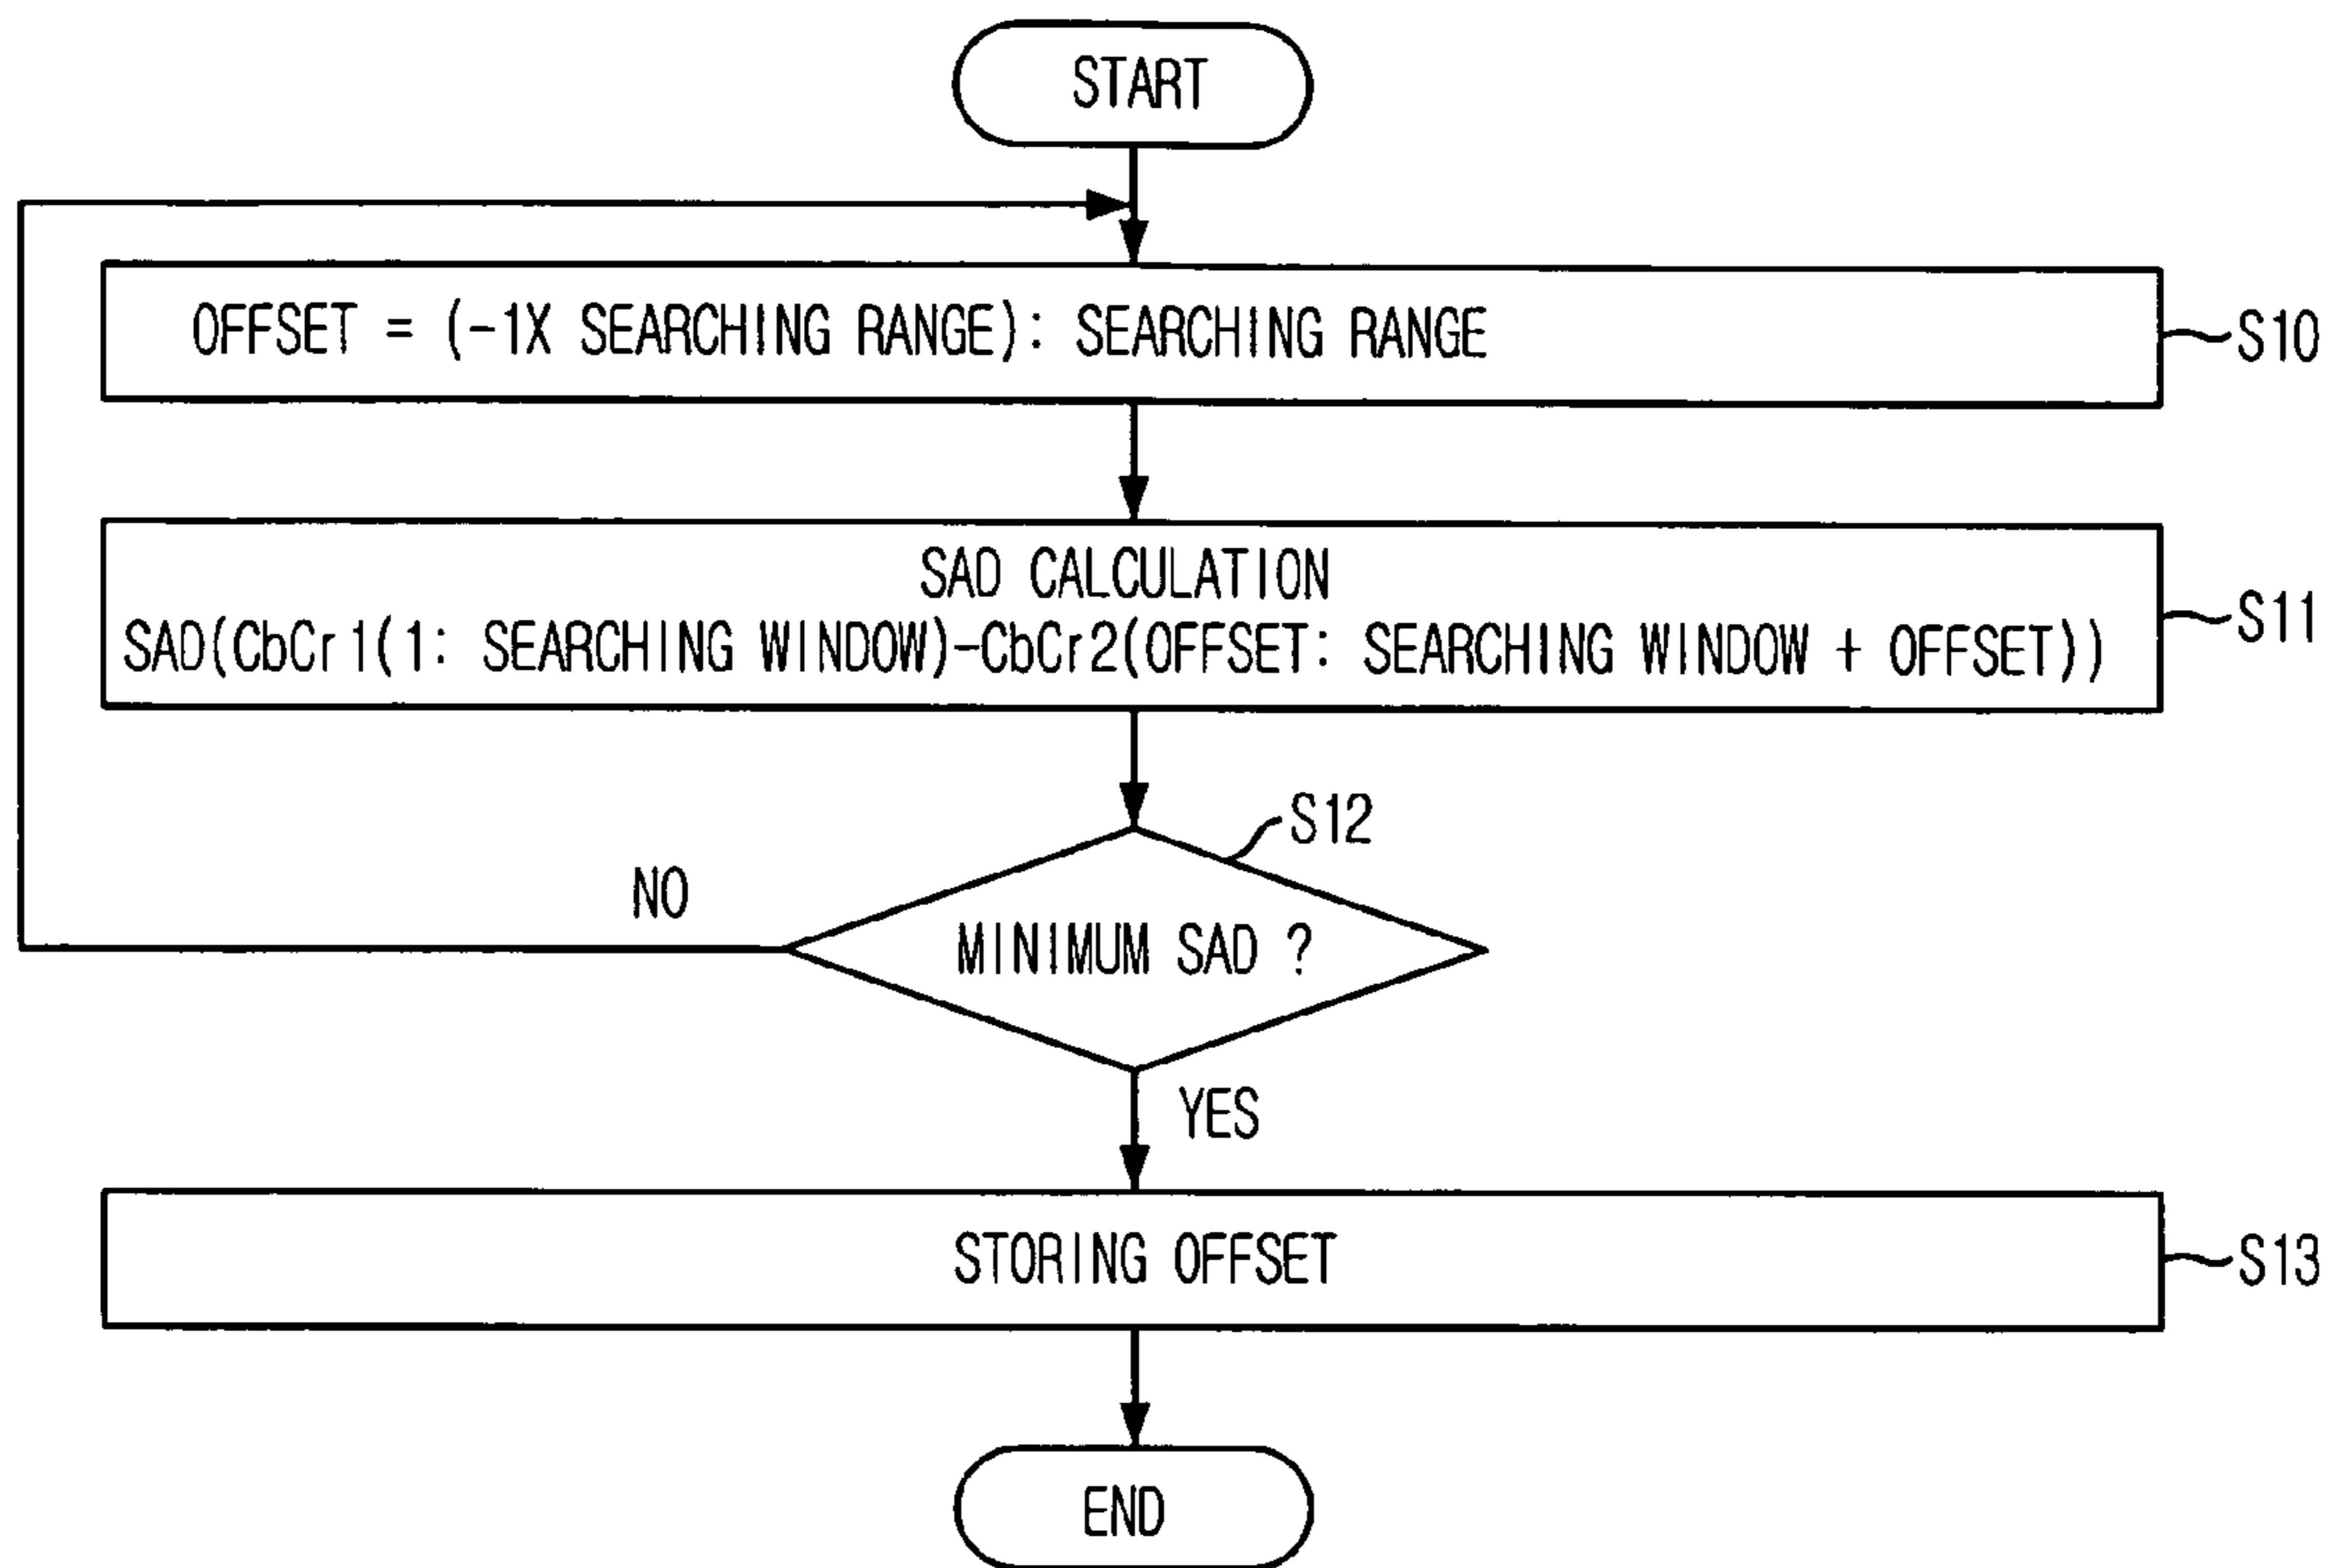 START
OFFSET = (-1X SEARCHING RANGE): SEARCHING RANGE
S10
SAD CALCULATION
SAD(CbCr1(1: SEARCHING WINDOW)-CbCr2(OFFSET: SEARCHING WINDOW + OFFSET))
S11
S12
NO
MINIMUM SAD ?
YES
STORING OFFSET
S13
END